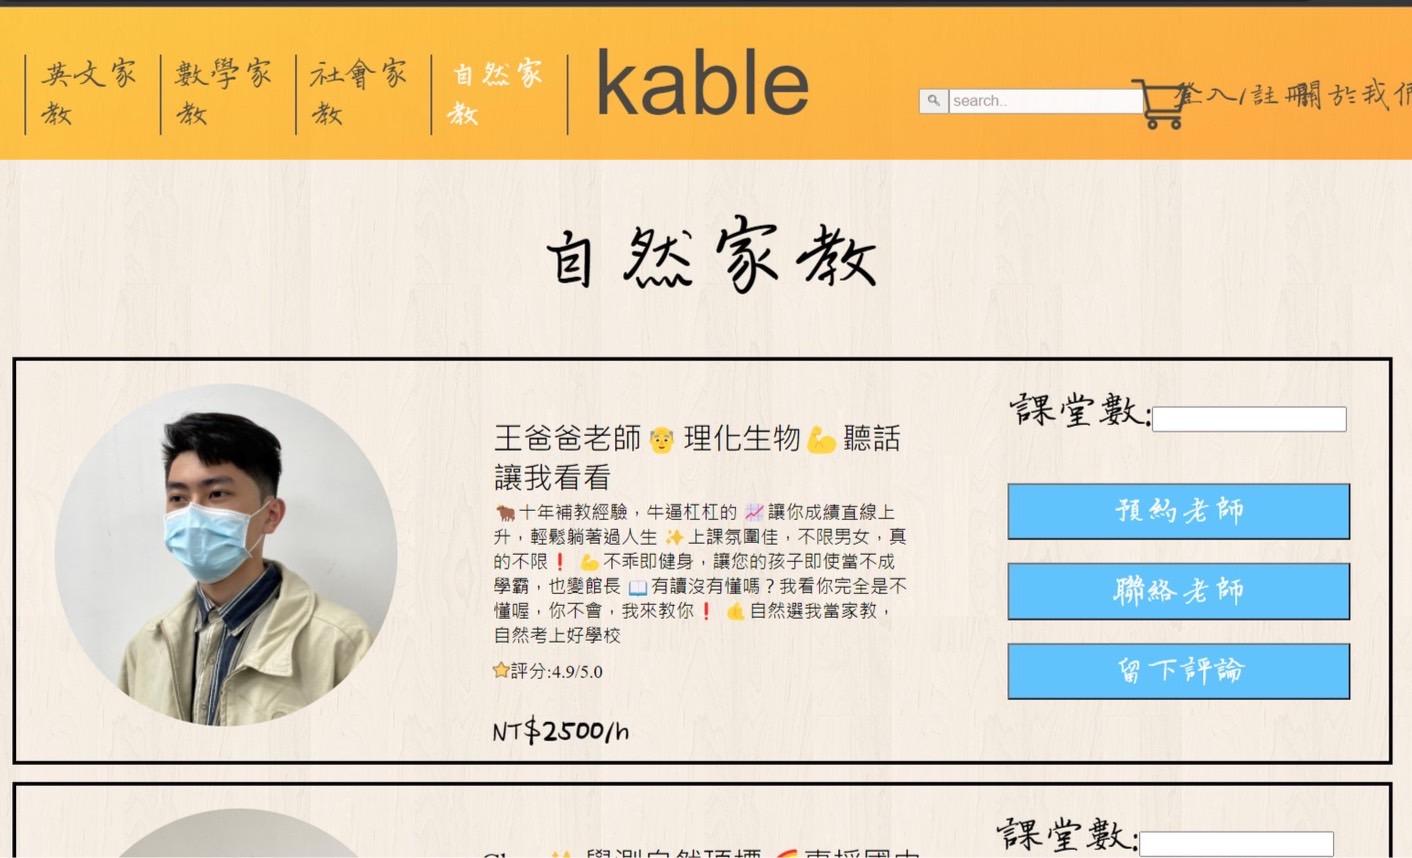 英文家
教
數學家
教
社會家
教
自然家
教
kable
search..
登入/註冊
關於我們
自然家教
王爸爸老師👴理化生物💪聽話
讓我看看
🐂十年補教經驗，牛逼杠杠的 📈讓你成績直線上
升，輕鬆躺著過人生 ✨上課氛圍佳，不限男女，真
的不限❗ 💪不乖即健身，讓您的孩子即使當不成
學霸，也變館長 📖有讀沒有懂嗎？我看你完全是不
懂喔，你不會，我來教你❗ 🤙自然選我當家教，
自然考上好學校
⭐評分:4.9/5.0
NT$2500/h
課堂數:
預約老師
聯絡老師
留下評論
課堂數: